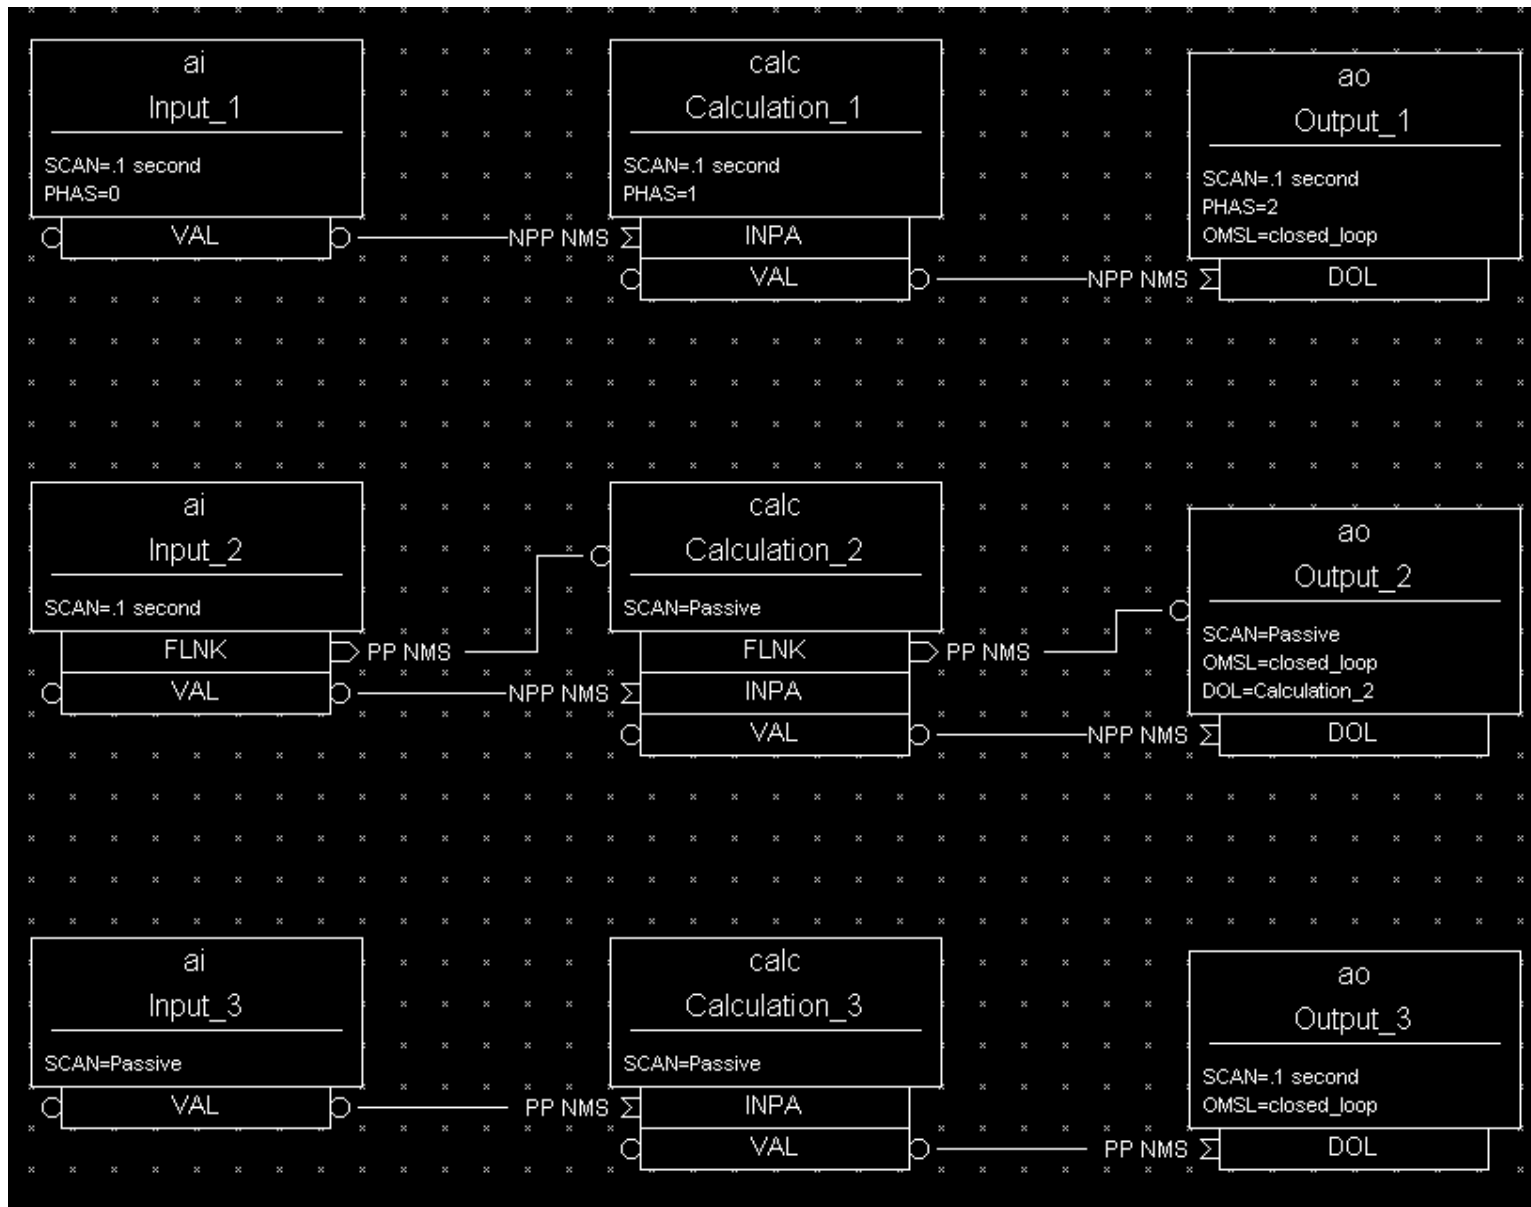 ai
Input_1
SCAN=.1 second
PHAS=0
VAL
calc
Calculation_1
SCAN=.1 second
PHAS=1
NPP NMS
INPA
VAL
ao
Output_1
SCAN=.1 second
PHAS=2
OMSL=closed_loop
NPP NMS
DOL
ai
Input_2
SCAN=.1 second
FLNK
PP NMS
VAL
calc
Calculation_2
SCAN=Passive
FLNK
PP NMS
NPP NMS
INPA
VAL
ao
Output_2
SCAN=Passive
OMSL=closed_loop
DOL=Calculation_2
NPP NMS
DOL
ai
Input_3
SCAN=Passive
VAL
calc
Calculation_3
SCAN=Passive
PP NMS
INPA
VAL
ao
Output_3
SCAN=.1 second
OMSL=closed_loop
PP NMS
DOL